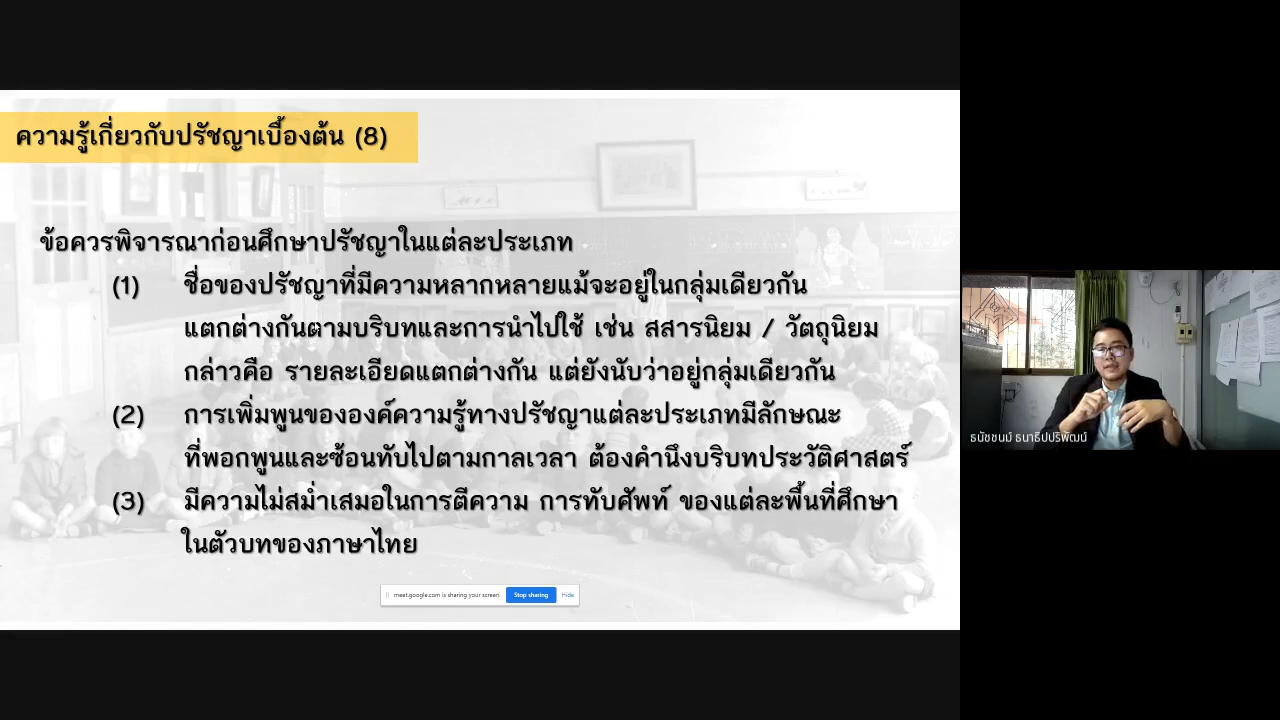 ความรู้เกี่ยวกับปรัชญาเบื้องต้น (8)
ข้อควรพิจารณาก่อนศึกษาปรัชญาในแต่ละประเภท
(1) ชื่อของปรัชญาที่มีความหลากหลายแม้จะอยู่ในกลุ่มเดียวกัน
แตกต่างกันตามบริบทและการนำไปใช้ เช่น สสารนิยม / วัตถุนิยม
กล่าวคือ รายละเอียดแตกต่างกัน แต่ยังนับว่าอยู่กลุ่มเดียวกัน
(2) การเพิ่มพูนขององค์ความรู้ทางปรัชญาแต่ละประเภทมีลักษณะ
ที่พอกพูนและซ้อนทับไปตามกาลเวลา ต้องคำนึงบริบทประวัติศาสตร์
(3) มีความไม่สม่ำเสมอในการตีความ การทับศัพท์ ของแต่ละพื้นที่ศึกษา
ในตัวบทของภาษาไทย
meet.google.com is sharing your screen. Stop sharing Hide
ธนัชชนม์ ธนาธิปปริพัฒน์